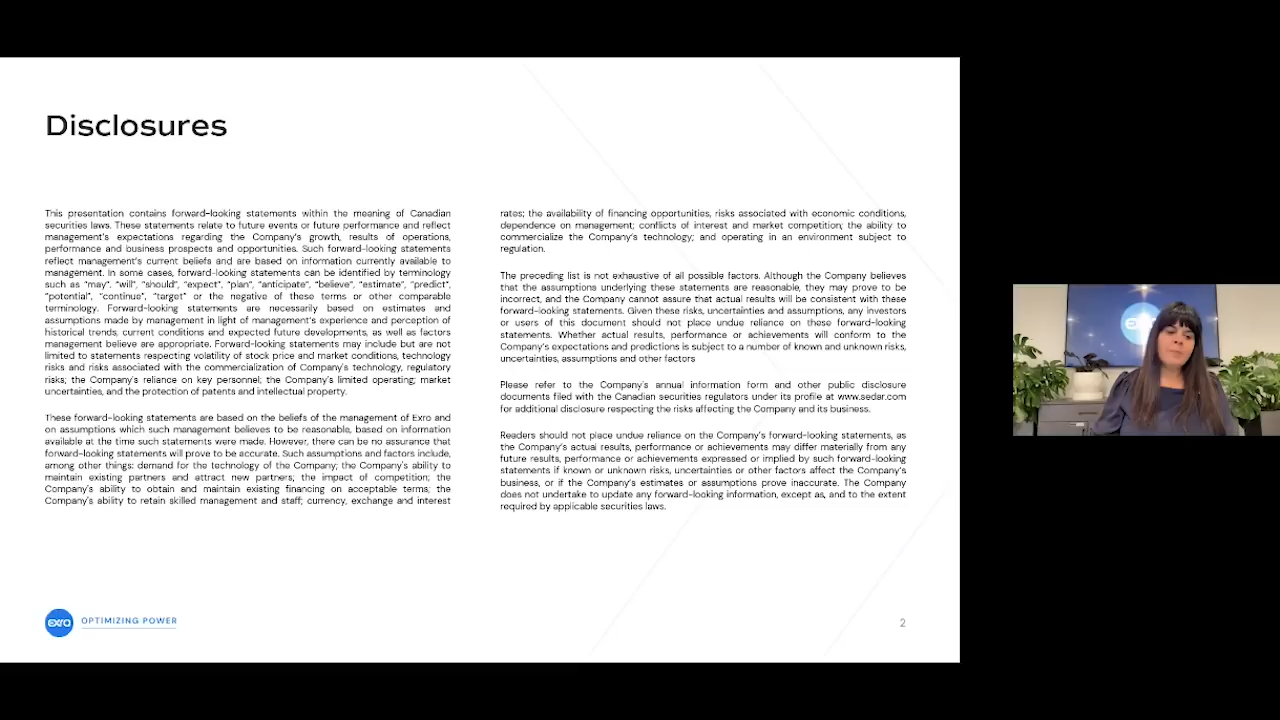 Disclosures
This presentation contains forward-looking statements within the meaning of Canadian
securities laws. These statements relate to future events or future performance and reflect
management's expectations regarding the Company's growth, results of operations,
performance and business prospects and opportunities. Such forward-looking statements
reflect management's current beliefs and are based on information currently available to
management. In some cases, forward-looking statements can be identified by terminology
such as "may", "will", "should", "expect", "plan", "anticipate", "believe", "estimate", "predict",
"potential", "continue", "target" or the negative of these terms or other comparable
terminology. Forward-looking statements are necessarily based on estimates and
assumptions made by management in light of management's experience and perception of
historical trends, current conditions and expected future developments, as well as factors
management believe are appropriate. Forward-looking statements may include but are not
limited to statements respecting volatility of stock price and market conditions, technology
risks and risks associated with the commercialization of Company's technology, regulatory
risks; the Company's reliance on key personnel; the Company's limited operating; market
uncertainties, and the protection of patents and intellectual property.
These forward-looking statements are based on the beliefs of the management of Exro and
on assumptions which such management believes to be reasonable, based on information
available at the time such statements were made. However, there can be no assurance that
forward-looking statements will prove to be accurate. Such assumptions and factors include,
among other things: demand for the technology of the Company; the Company's ability to
maintain existing partners and attract new partners; the impact of competition; the
Company's ability to obtain and maintain existing financing on acceptable terms; the
Company's ability to retain skilled management and staff; currency, exchange and interest
rates; the availability of financing opportunities, risks associated with economic conditions,
dependence on management; conflicts of interest and market competition; the ability to
commercialize the Company's technology; and operating in an environment subject to
regulation.
The preceding list is not exhaustive of all possible factors. Although the Company believes
that the assumptions underlying these statements are reasonable, they may prove to be
incorrect, and the Company cannot assure that actual results will be consistent with these
forward-looking statements. Given these risks, uncertainties and assumptions, any investors
or users of this document should not place undue reliance on these forward-looking
statements. Whether actual results, performance or achievements will conform to the
Company's expectations and predictions is subject to a number of known and unknown risks,
uncertainties, assumptions and other factors
Please refer to the Company's annual information form and other public disclosure
documents filed with the Canadian securities regulators under its profile at www.sedar.com
for additional disclosure respecting the risks affecting the Company and its business.
Readers should not place undue reliance on the Company's forward-looking statements, as
the Company's actual results, performance or achievements may differ materially from any
future results, performance or achievements expressed or implied by such forward-looking
statements if known or unknown risks, uncertainties or other factors affect the Company's
business, or if the Company's estimates or assumptions prove inaccurate. The Company
does not undertake to update any forward-looking information, except as, and to the extent
required by applicable securities laws.
exro OPTIMIZING POWER
2